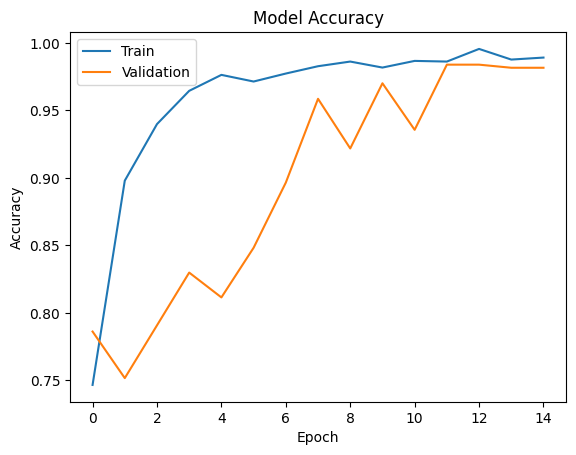 Model Accuracy
Train
Validation
Accuracy
1.00
0.95
0.90
0.85
0.80
0.75
0 2 4 6 8 10 12 14
Epoch